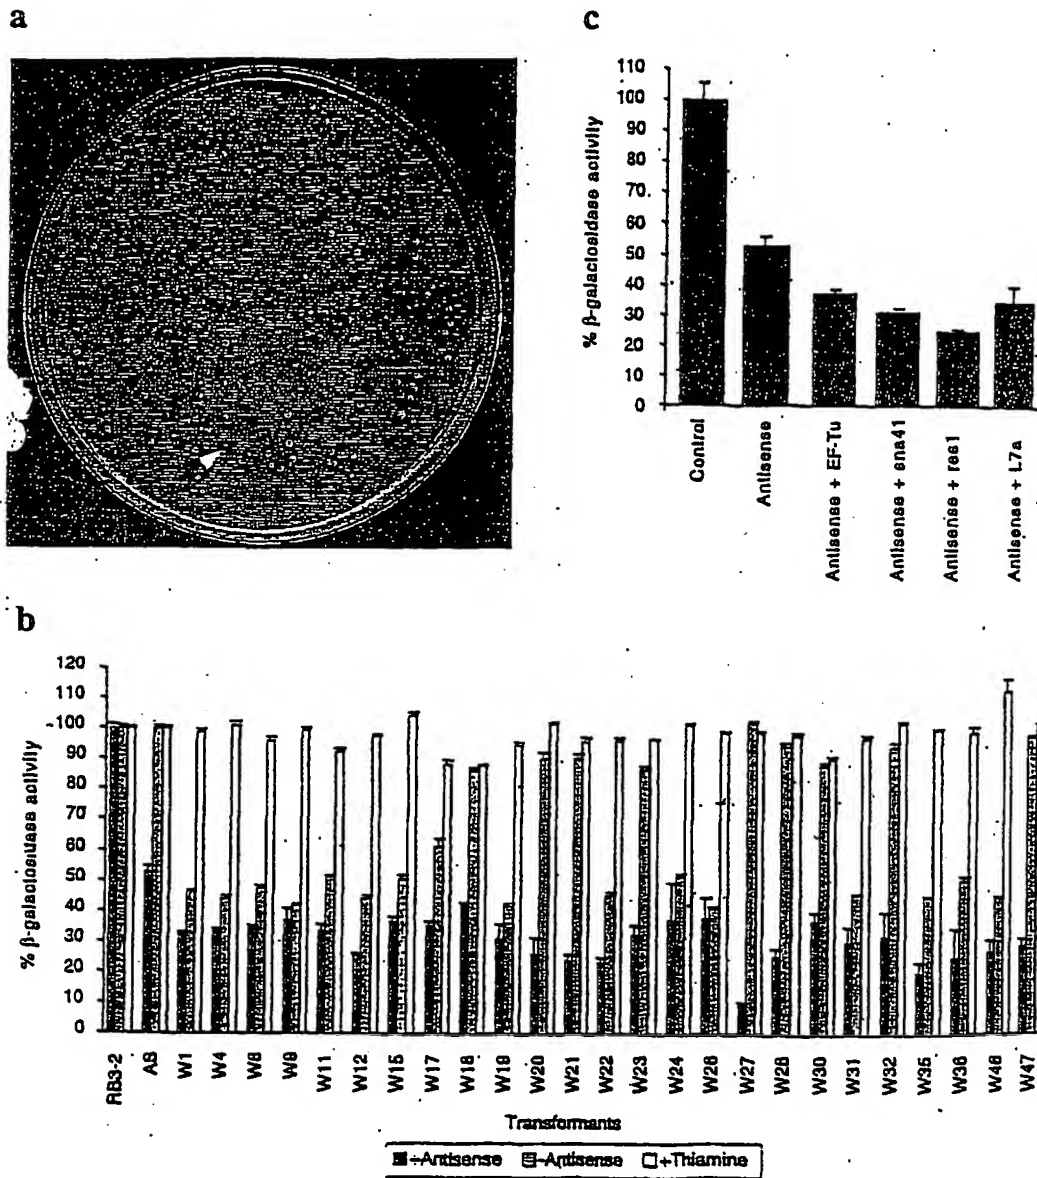 a
c
110
100
90
80
70
60
50
40
30
20
10
0
% β-galactosidase activity
Control
Antisense
Antisense + EF-Tu
Antisense + sna41
Antisense + res1
Antisense + L7a
b
120
110
100
90
80
70
60
50
40
30
20
10
0
% β-galactosidase activity
RB3-2
AS
W1
W4
W8
W9
W11
W12
W15
W17
W18
W19
W20
W21
W22
W23
W24
W26
W27
W28
W30
W31
W32
W35
W36
W46
W47
Transformants
+Antisense -Antisense +Thiamine